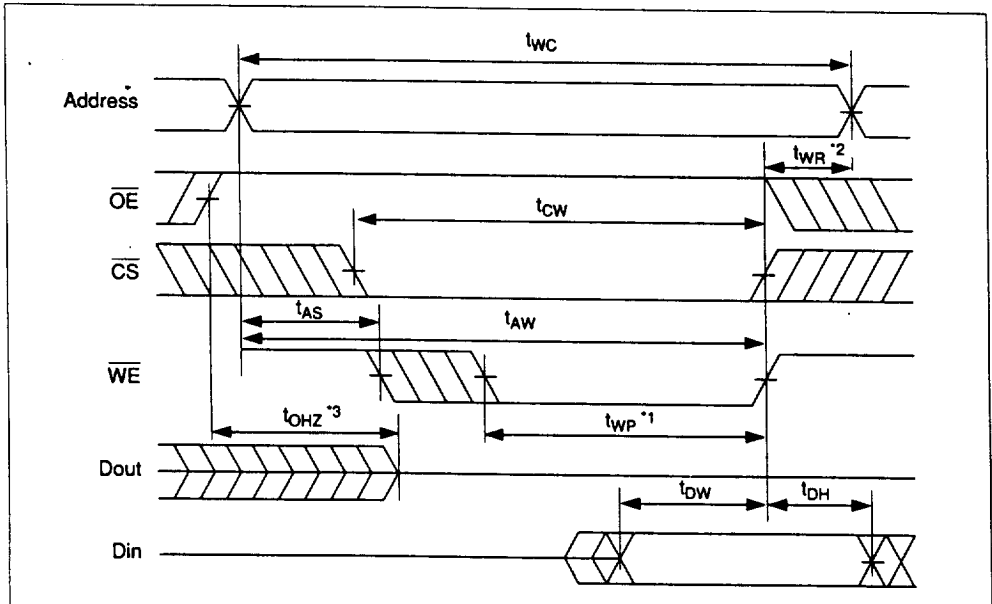 tWC
Address*
tWR *2
OE
tCW
CS
tAS
tAW
WE
tOHZ *3
tWP *1
Dout
tDW
tDH
Din